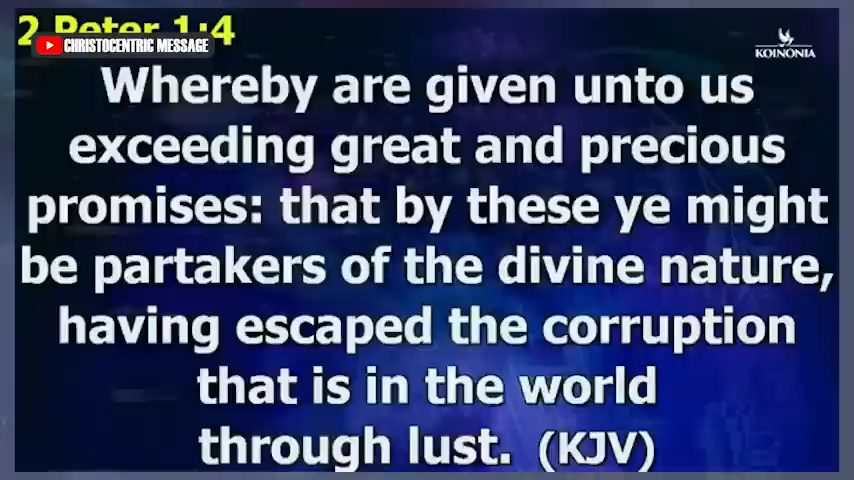 2 Peter 1:4
CHRISTOCENTRIC MESSAGE
KOINONIA
Whereby are given unto us
exceeding great and precious
promises: that by these ye might
be partakers of the divine nature,
having escaped the corruption
that is in the world
through lust. (KJV)